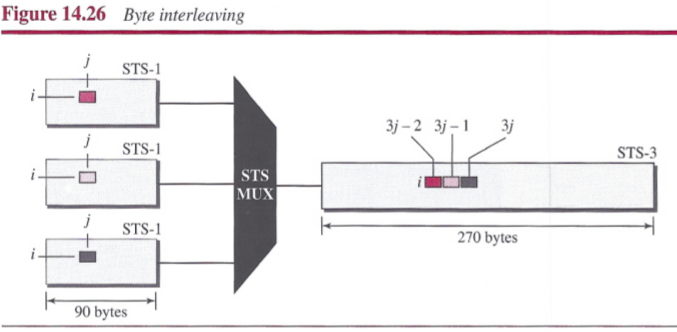 Figure 14.26 Byte interleaving
j
STS-1
i
j
STS-1
i
j
STS-1
i
90 bytes
STS
MUX
3j – 2 3j – 1 3j
STS-3
i
270 bytes